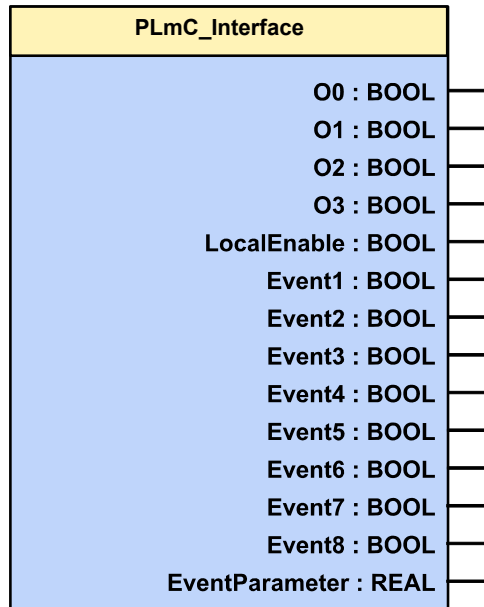 PLmC_Interface
O0 : BOOL
O1 : BOOL
O2 : BOOL
O3 : BOOL
LocalEnable : BOOL
Event1 : BOOL
Event2 : BOOL
Event3 : BOOL
Event4 : BOOL
Event5 : BOOL
Event6 : BOOL
Event7 : BOOL
Event8 : BOOL
EventParameter : REAL